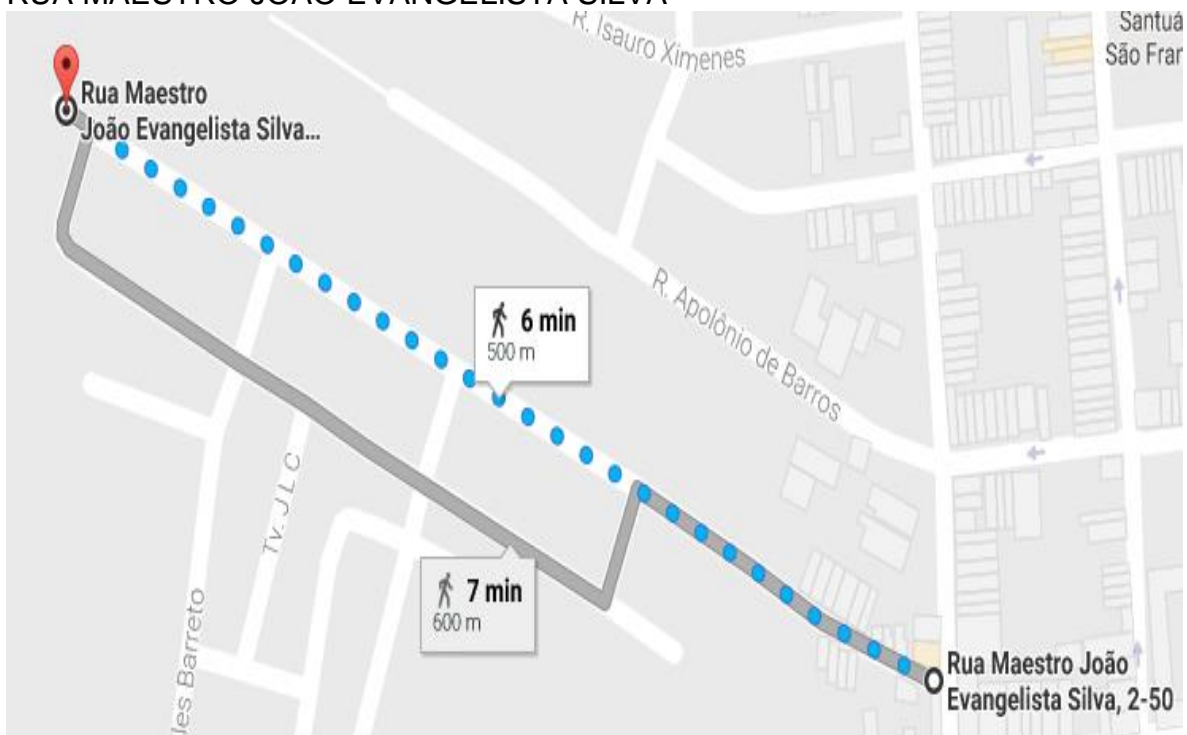 RUA MAESTRO JOÃO EVANGELISTA SILVA
R. Isauro Ximenes
Santuá
São Fran
Rua Maestro
João Evangelista Silva...
6 min
500 m
R. Apolônio de Barros
Tv. J L C
7 min
600 m
les Barreto
Rua Maestro João
Evangelista Silva, 2-50